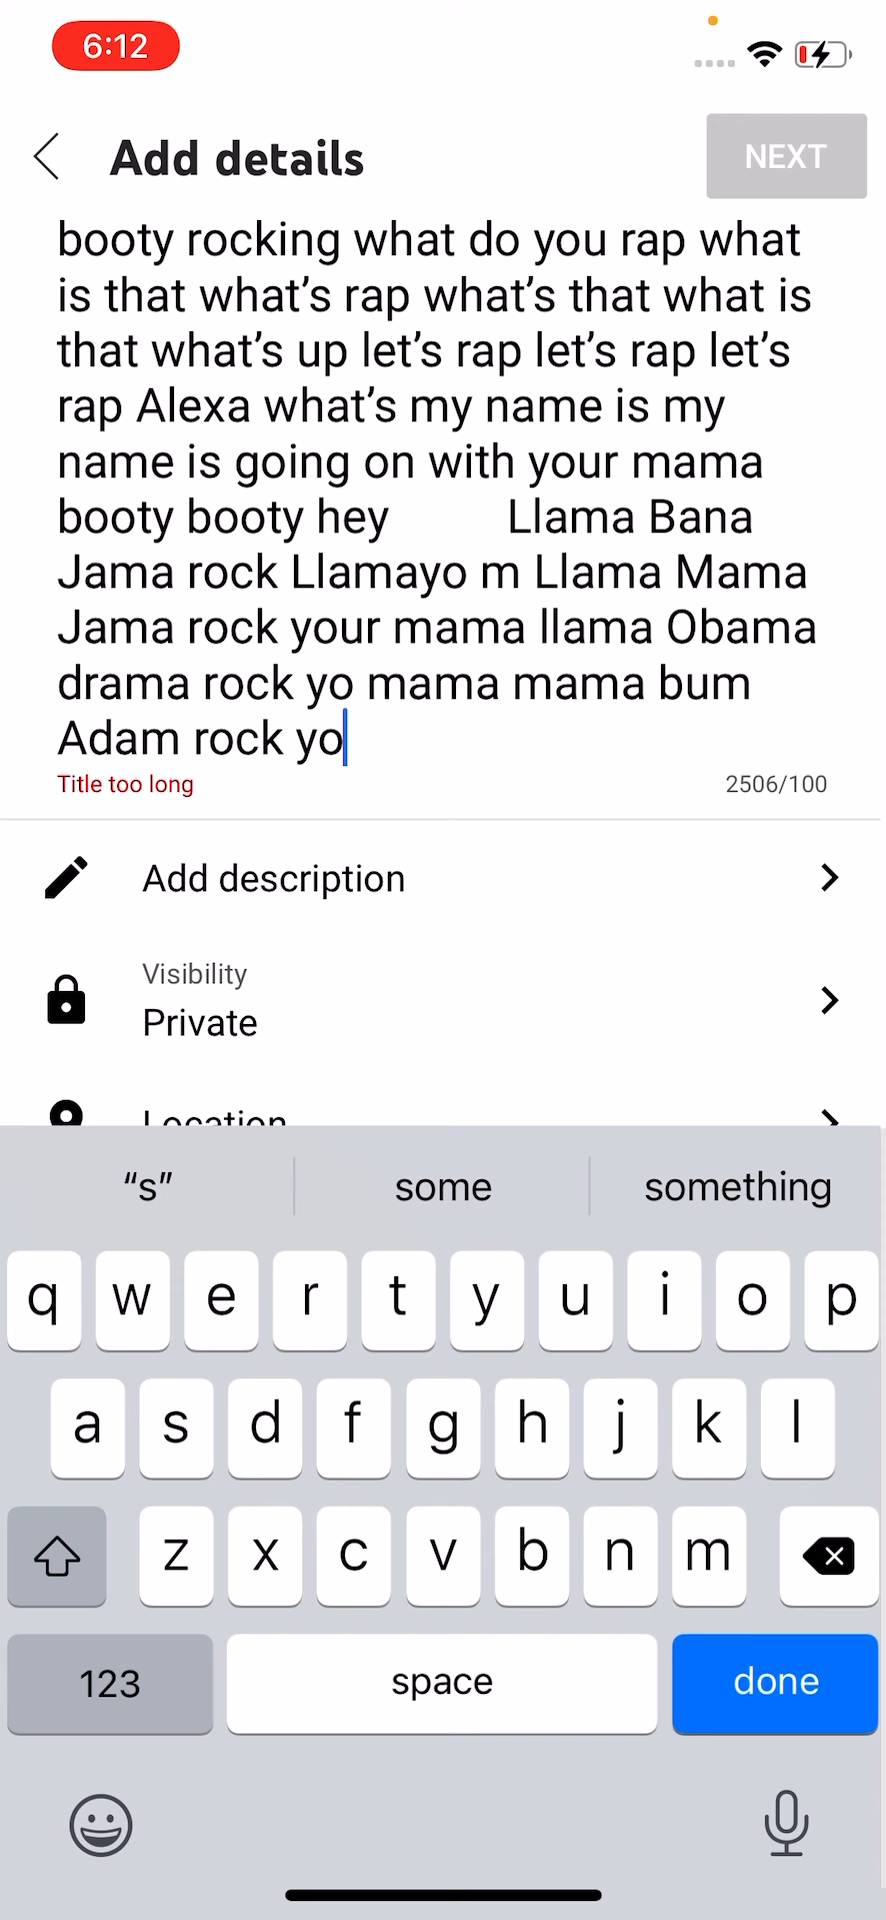 6:12
Add details
NEXT
booty rocking what do you rap what
is that what's rap what's that what is
that what's up let's rap let's rap let's
rap Alexa what's my name is my
name is going on with your mama
booty booty hey Llama Bana
Jama rock Llamayo m Llama Mama
Jama rock your mama llama Obama
drama rock yo mama mama bum
Adam rock yo
Title too long 2506/100
Add description
Visibility
Private
Location
“s” some something
q w e r t y u i o p
a s d f g h j k l
z x c v b n m
123 space done